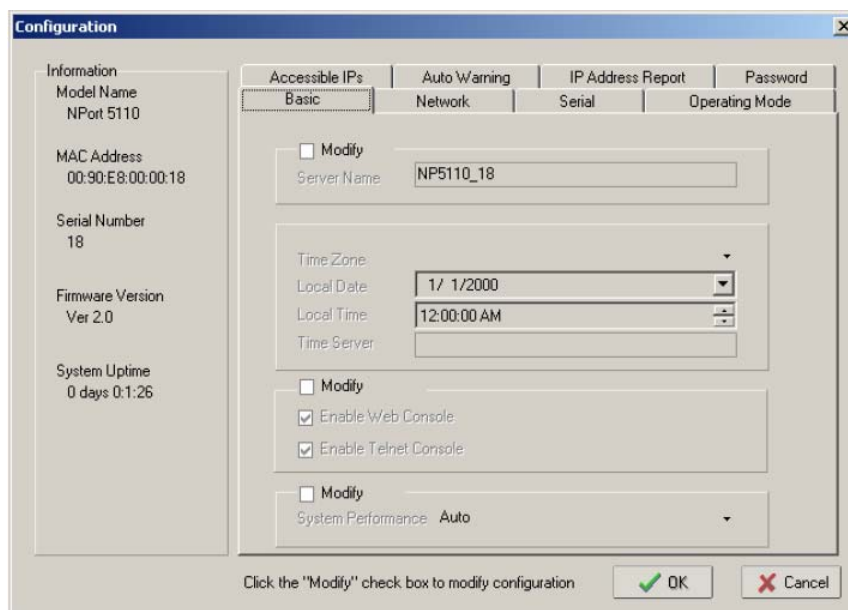 Configuration
Information
Model Name
NPort 5110
MAC Address
00:90:E8:00:00:18
Serial Number
18
Firmware Version
Ver 2.0
System Uptime
0 days 0:1:26
Accessible IPs
Auto Warning
IP Address Report
Password
Basic
Network
Serial
Operating Mode
Modify
Server Name
NP5110_18
Time Zone
Local Date
1/ 1/2000
Local Time
12:00:00 AM
Time Server
Modify
Enable Web Console
Enable Telnet Console
Modify
System Performance
Auto
Click the "Modify" check box to modify configuration
OK
Cancel